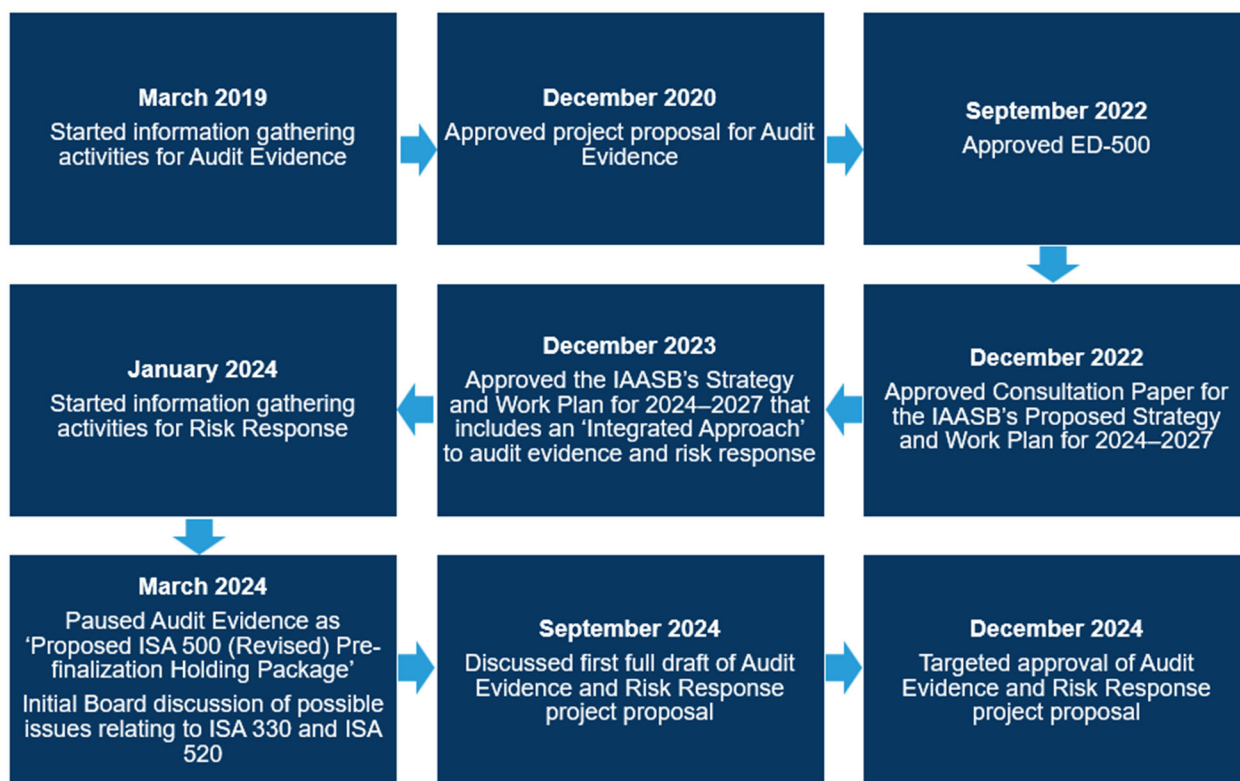 March 2019
Started information gathering
activities for Audit Evidence
December 2020
Approved project proposal for Audit
Evidence
September 2022
Approved ED-500
December 2022
Approved Consultation Paper for
the IAASB's Proposed Strategy
and Work Plan for 2024–2027
December 2023
Approved the IAASB's Strategy
and Work Plan for 2024–2027 that
includes an 'Integrated Approach'
to audit evidence and risk response
January 2024
Started information gathering
activities for Risk Response
March 2024
Paused Audit Evidence as
'Proposed ISA 500 (Revised) Pre-
finalization Holding Package'
Initial Board discussion of possible
issues relating to ISA 330 and ISA
520
September 2024
Discussed first full draft of Audit
Evidence and Risk Response
project proposal
December 2024
Targeted approval of Audit
Evidence and Risk Response
project proposal